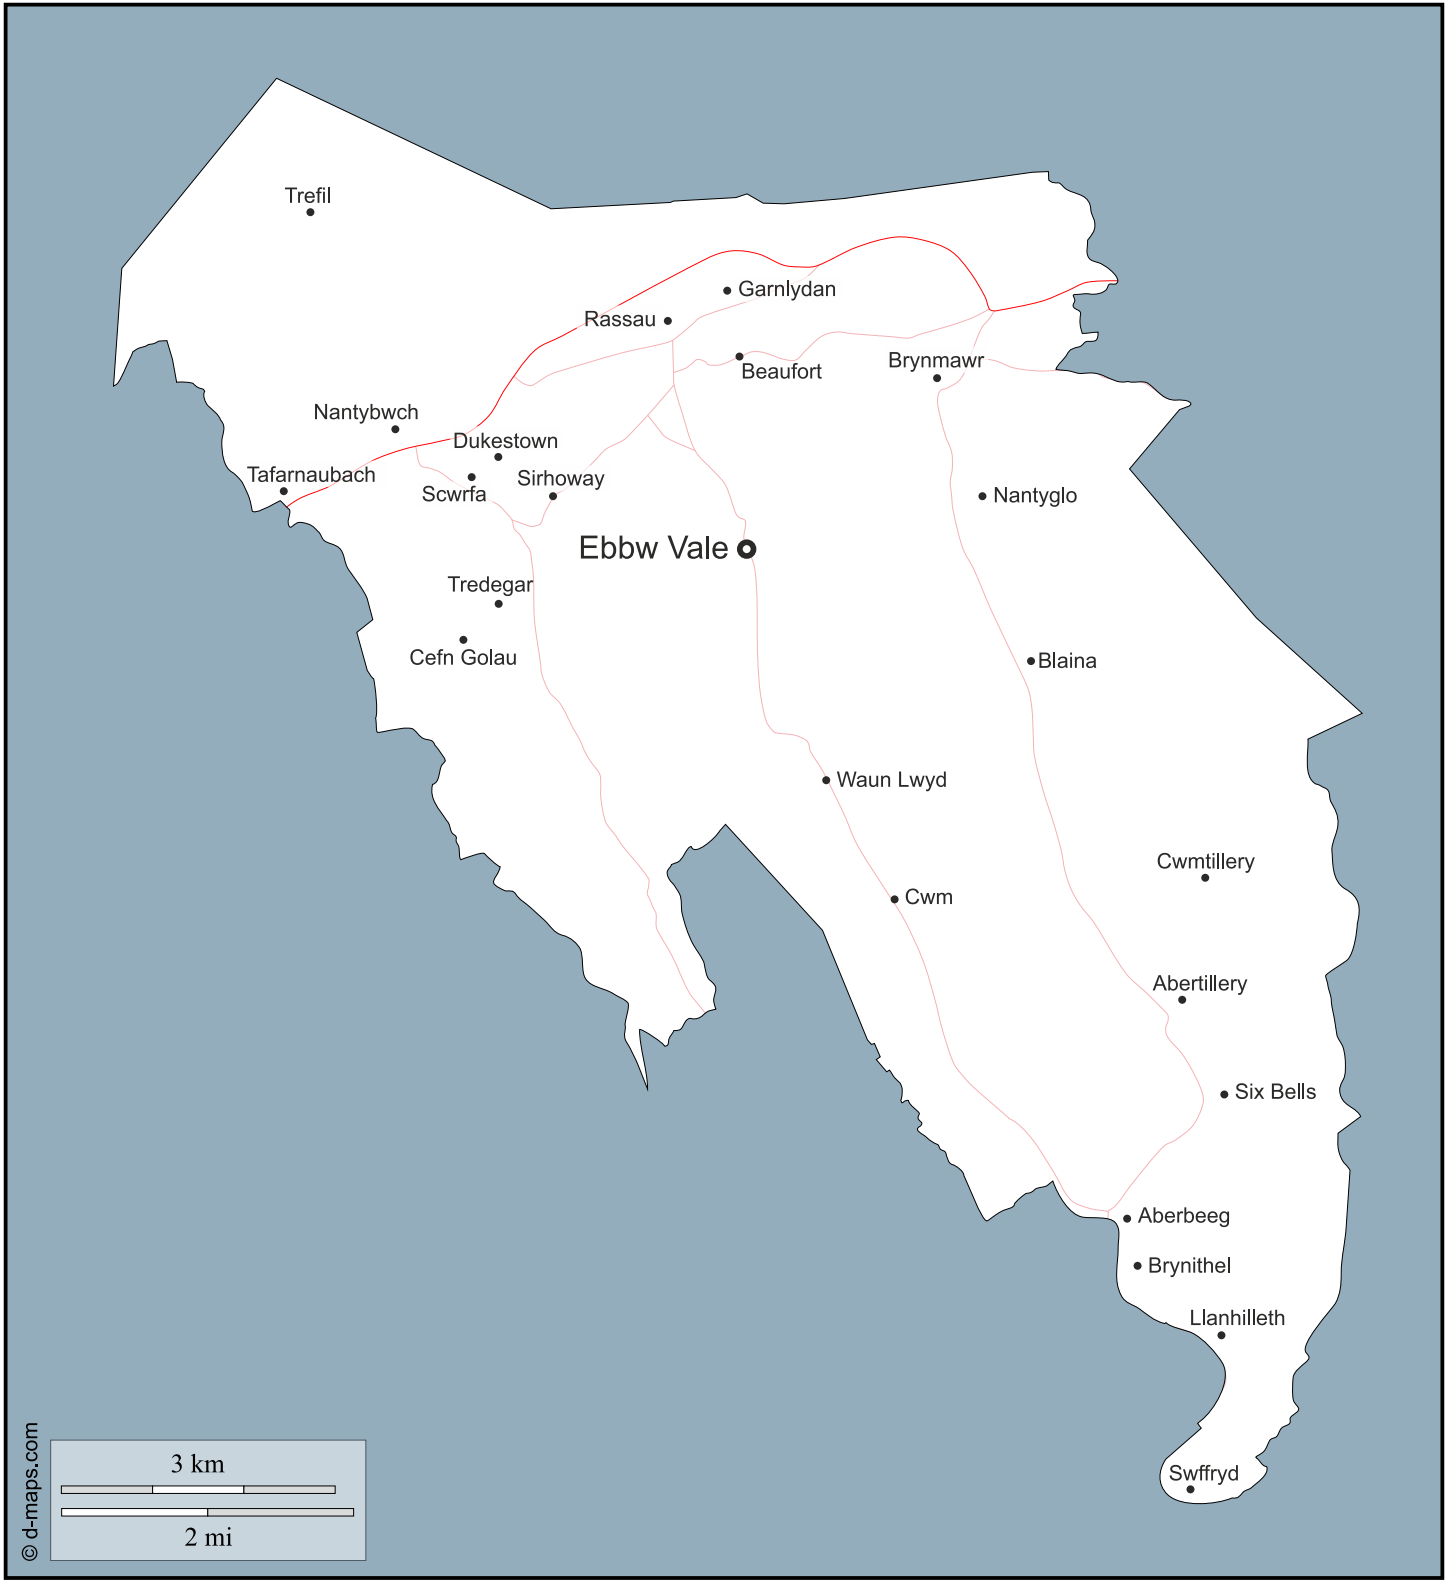 Trefil
Garnlydan
Rassau
Beaufort
Brynmawr
Nantybwch
Dukestown
Tafarnaubach
Scwrfa
Sirhoway
Nantyglo
Ebbw Vale
Tredegar
Cefn Golau
Blaina
Waun Lwyd
Cwmtillery
Cwm
Abertillery
Six Bells
Aberbeeg
Brynithel
Llanhilleth
Swffryd
3 km
2 mi
© d-maps.com